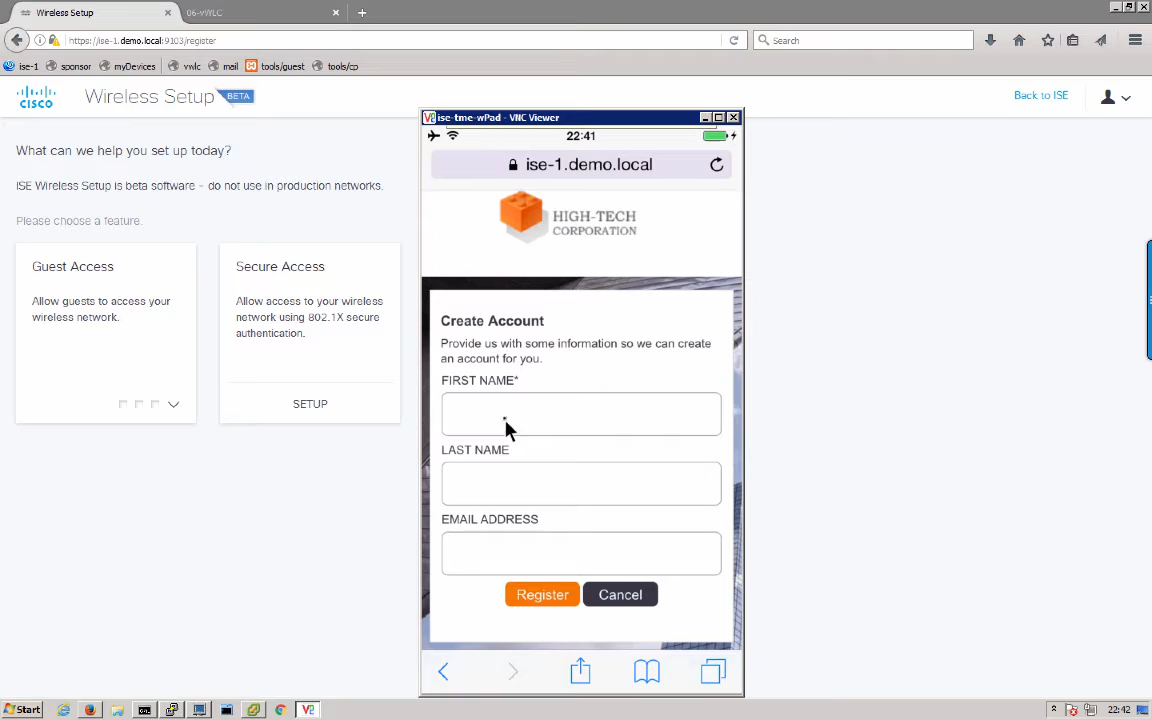 Wireless Setup
06-vWLC
https://ise-1.demo.local:9103/register
Search
ise-1
sponsor
myDevices
vwlc
mail
tools/guest
tools/cp
CISCO
Wireless Setup
BETA
Back to ISE
What can we help you set up today?
ISE Wireless Setup is beta software - do not use in production networks.
Please choose a feature.
Guest Access
Allow guests to access your
wireless network.
Secure Access
Allow access to your wireless
network using 802.1X secure
authentication.
SETUP
ise-tme-wPad - VNC Viewer
22:41
ise-1.demo.local
HIGH-TECH
CORPORATION
Create Account
Provide us with some information so we can create
an account for you.
FIRST NAME*
LAST NAME
EMAIL ADDRESS
Register
Cancel
Start
22:42